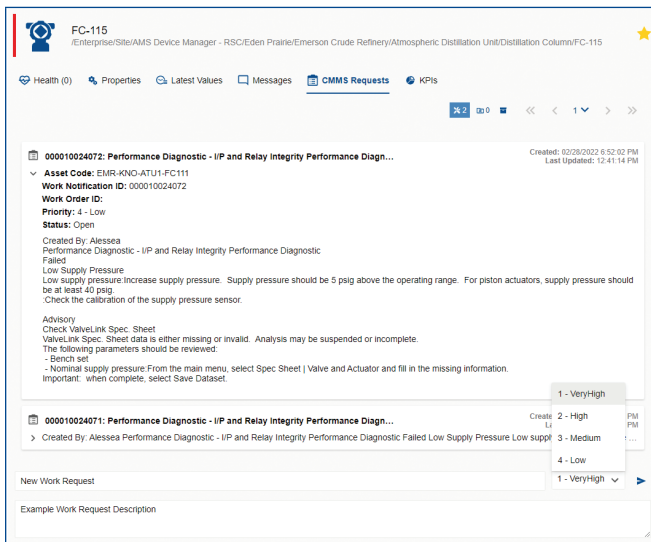 FC-115
/Enterprise/Site/AMS Device Manager - RSC/Eden Prairie/Emerson Crude Refinery/Atmospheric Distillation Unit/Distillation Column/FC-115
Health (0) Properties Latest Values Messages CMMS Requests KPIs
2 0 1
000010024072: Performance Diagnostic - I/P and Relay Integrity Performance Diagn...
Created: 02/28/2022 6:52:02 PM
Last Updated: 12:41:14 PM
Asset Code: EMR-KNO-ATU1-FC111
Work Notification ID: 000010024072
Work Order ID:
Priority: 4 - Low
Status: Open
Created By: Alessea
Performance Diagnostic - I/P and Relay Integrity Performance Diagnostic
Failed
Low Supply Pressure
Low supply pressure:Increase supply pressure. Supply pressure should be 5 psig above the operating range. For piston actuators, supply pressure should
be at least 40 psig.
:Check the calibration of the supply pressure sensor.
Advisory
Check ValveLink Spec. Sheet
ValveLink Spec. Sheet data is either missing or invalid. Analysis may be suspended or incomplete.
The following parameters should be reviewed:
- Bench set
- Nominal supply pressure:From the main menu, select Spec Sheet | Valve and Actuator and fill in the missing information.
Important: when complete, select Save Dataset.
000010024071: Performance Diagnostic - I/P and Relay Integrity Performance Diagn...
PM
PM
Created By: Alessea Performance Diagnostic - I/P and Relay Integrity Performance Diagnostic Failed Low Supply Pressure Low
1 - VeryHigh
2 - High
3 - Medium
4 - Low
New Work Request
1 - VeryHigh
Example Work Request Description